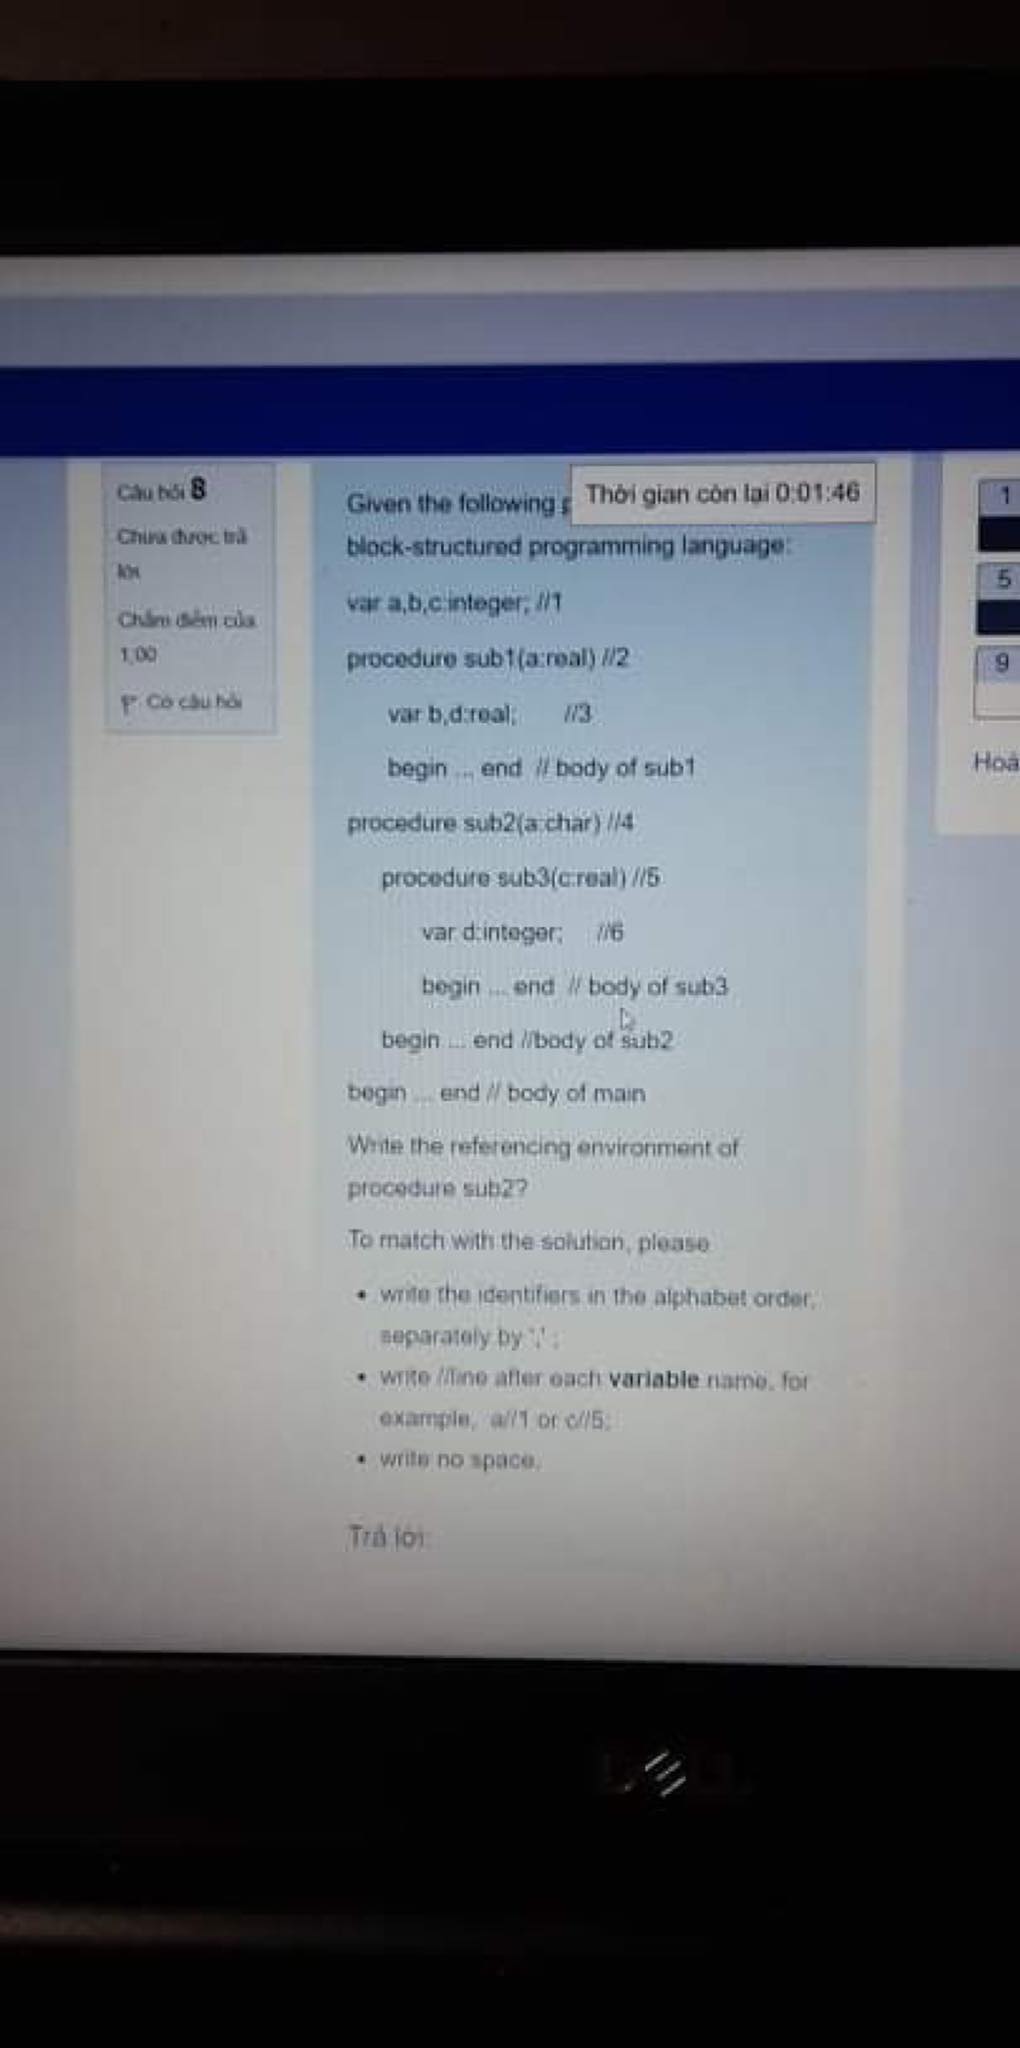 Câu hỏi 8
Chưa được trả
lời
Chấm điểm của
1,00
Có câu hỏi
Thời gian còn lại 0:01:46
Given the following
block-structured programming language:
var a,b,c:integer; //1
procedure sub1(a:real) //2
var b,d:real; //3
begin ... end // body of sub1
procedure sub2(a:char) //4
procedure sub3(c:real) //5
var d:integer; //6
begin ... end // body of sub3
begin ... end //body of sub2
begin ... end // body of main
Write the referencing environment of
procedure sub2?
To match with the solution, please
• write the identifiers in the alphabet order,
separately by ',' ;
• write //line after each variable name, for
example, a//1 or c//5;
• write no space.
Trả lời:
1
5
9